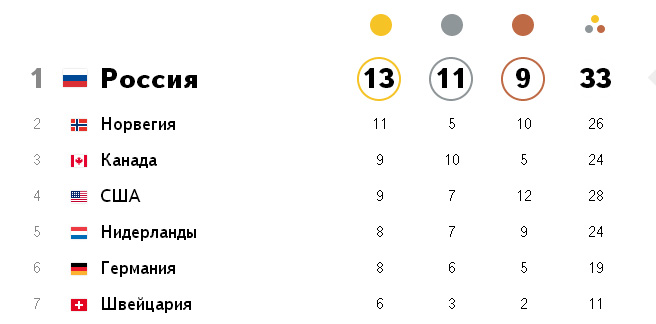 1 Россия 13 11 9 33
2 Норвегия 11 5 10 26
3 Канада 9 10 5 24
4 США 9 7 12 28
5 Нидерланды 8 7 9 24
6 Германия 8 6 5 19
7 Швейцария 6 3 2 11